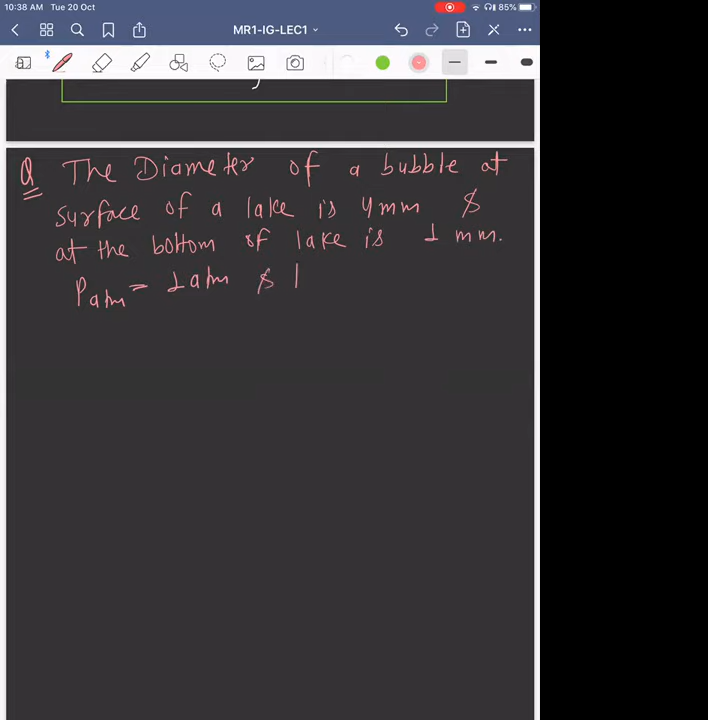 10:38 AM Tue 20 Oct
85%
MR1-IG-LEC1
Q The Diameter of a bubble at
surface of a lake is 4mm &
at the bottom of lake is 1 mm.
Patm = 1atm &